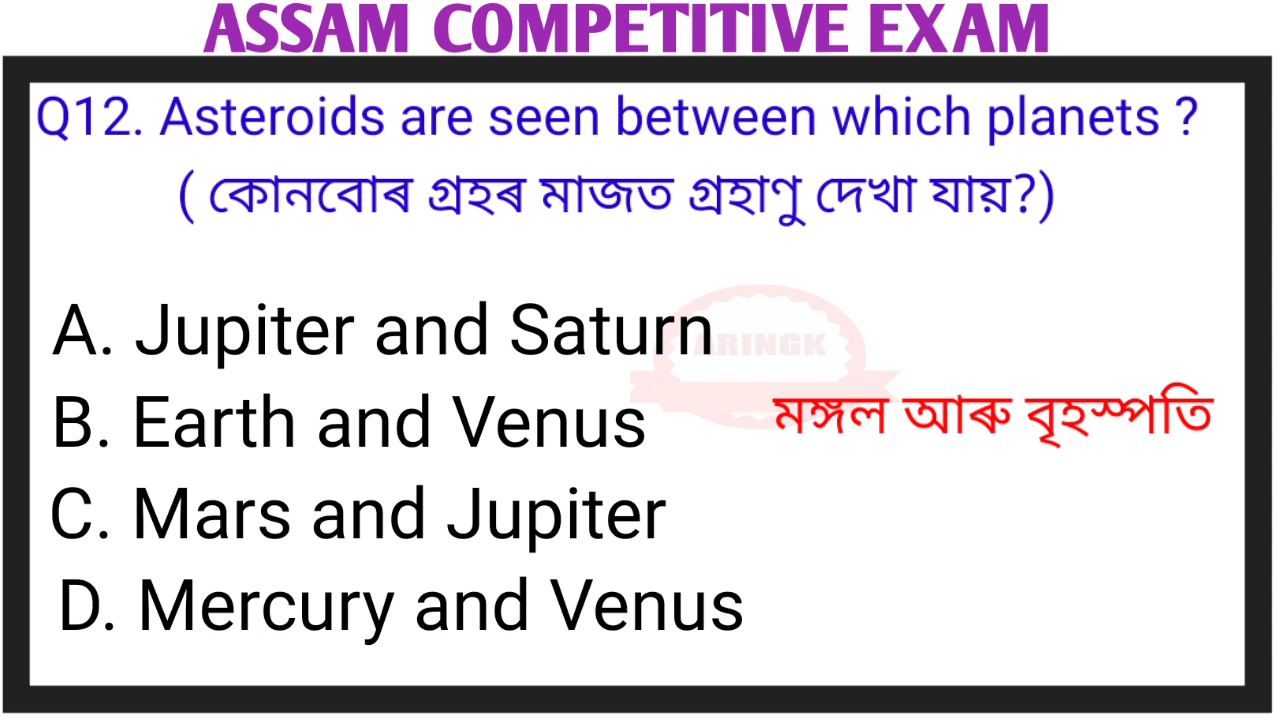 ASSAM COMPETITIVE EXAM
Q12. Asteroids are seen between which planets ?
( কোনবোৰ গ্ৰহৰ মাজত গ্ৰহাণু দেখা যায়?)
A. Jupiter and Saturn
ARINGK
B. Earth and Venus
মঙ্গল আৰু বৃহস্পতি
C. Mars and Jupiter
D. Mercury and Venus